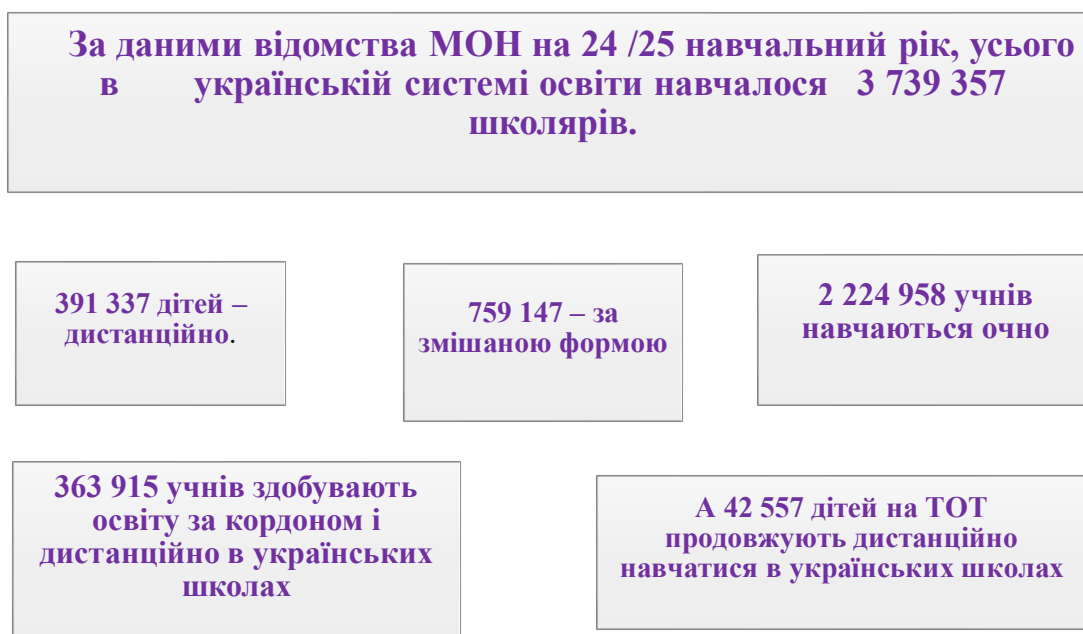 За даними відомства МОН на 24 /25 навчальний рік, усього
в українській системі освіти навчалося 3 739 357
школярів.
391 337 дітей –
дистанційно.
759 147 – за
змішаною формою
2 224 958 учнів
навчаються очно
363 915 учнів здобувають
освіту за кордоном і
дистанційно в українських
школах
А 42 557 дітей на ТОТ
продовжують дистанційно
навчатися в українських школах